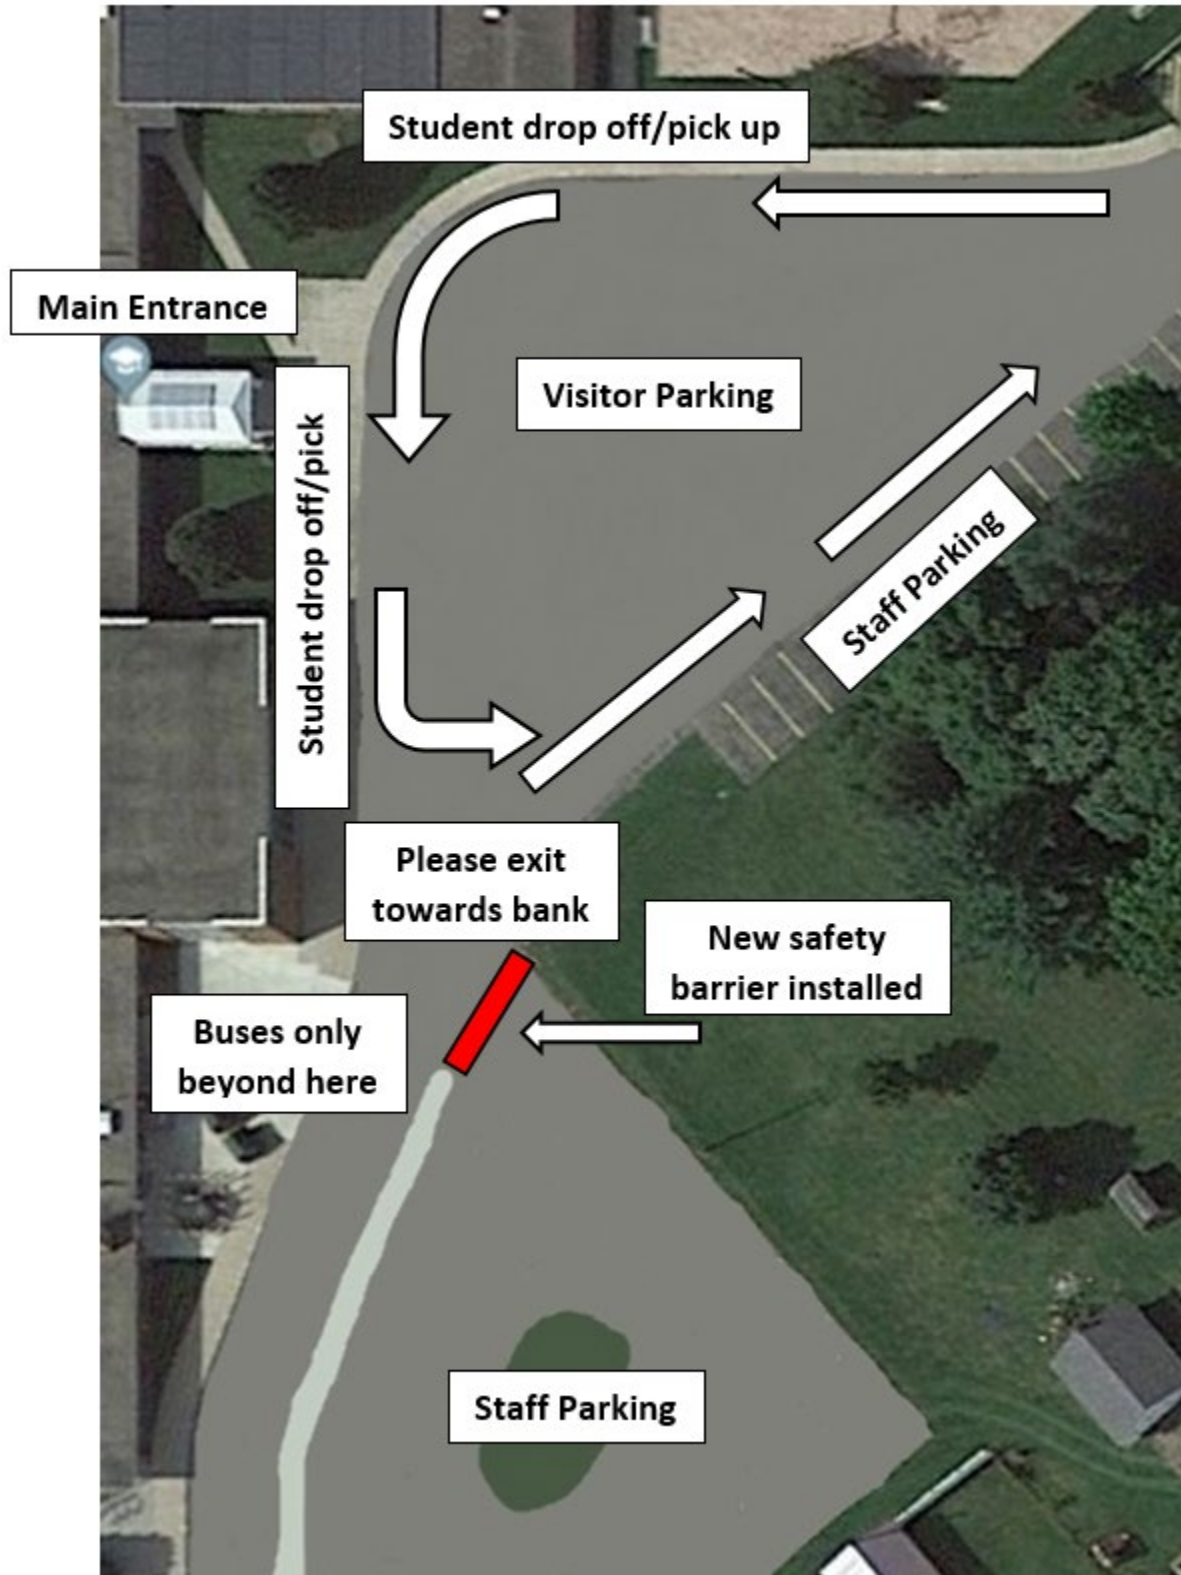 Student drop off/pick up
Main Entrance
Visitor Parking
Student drop off/pick
Staff Parking
Please exit
towards bank
New safety
barrier installed
Buses only
beyond here
Staff Parking